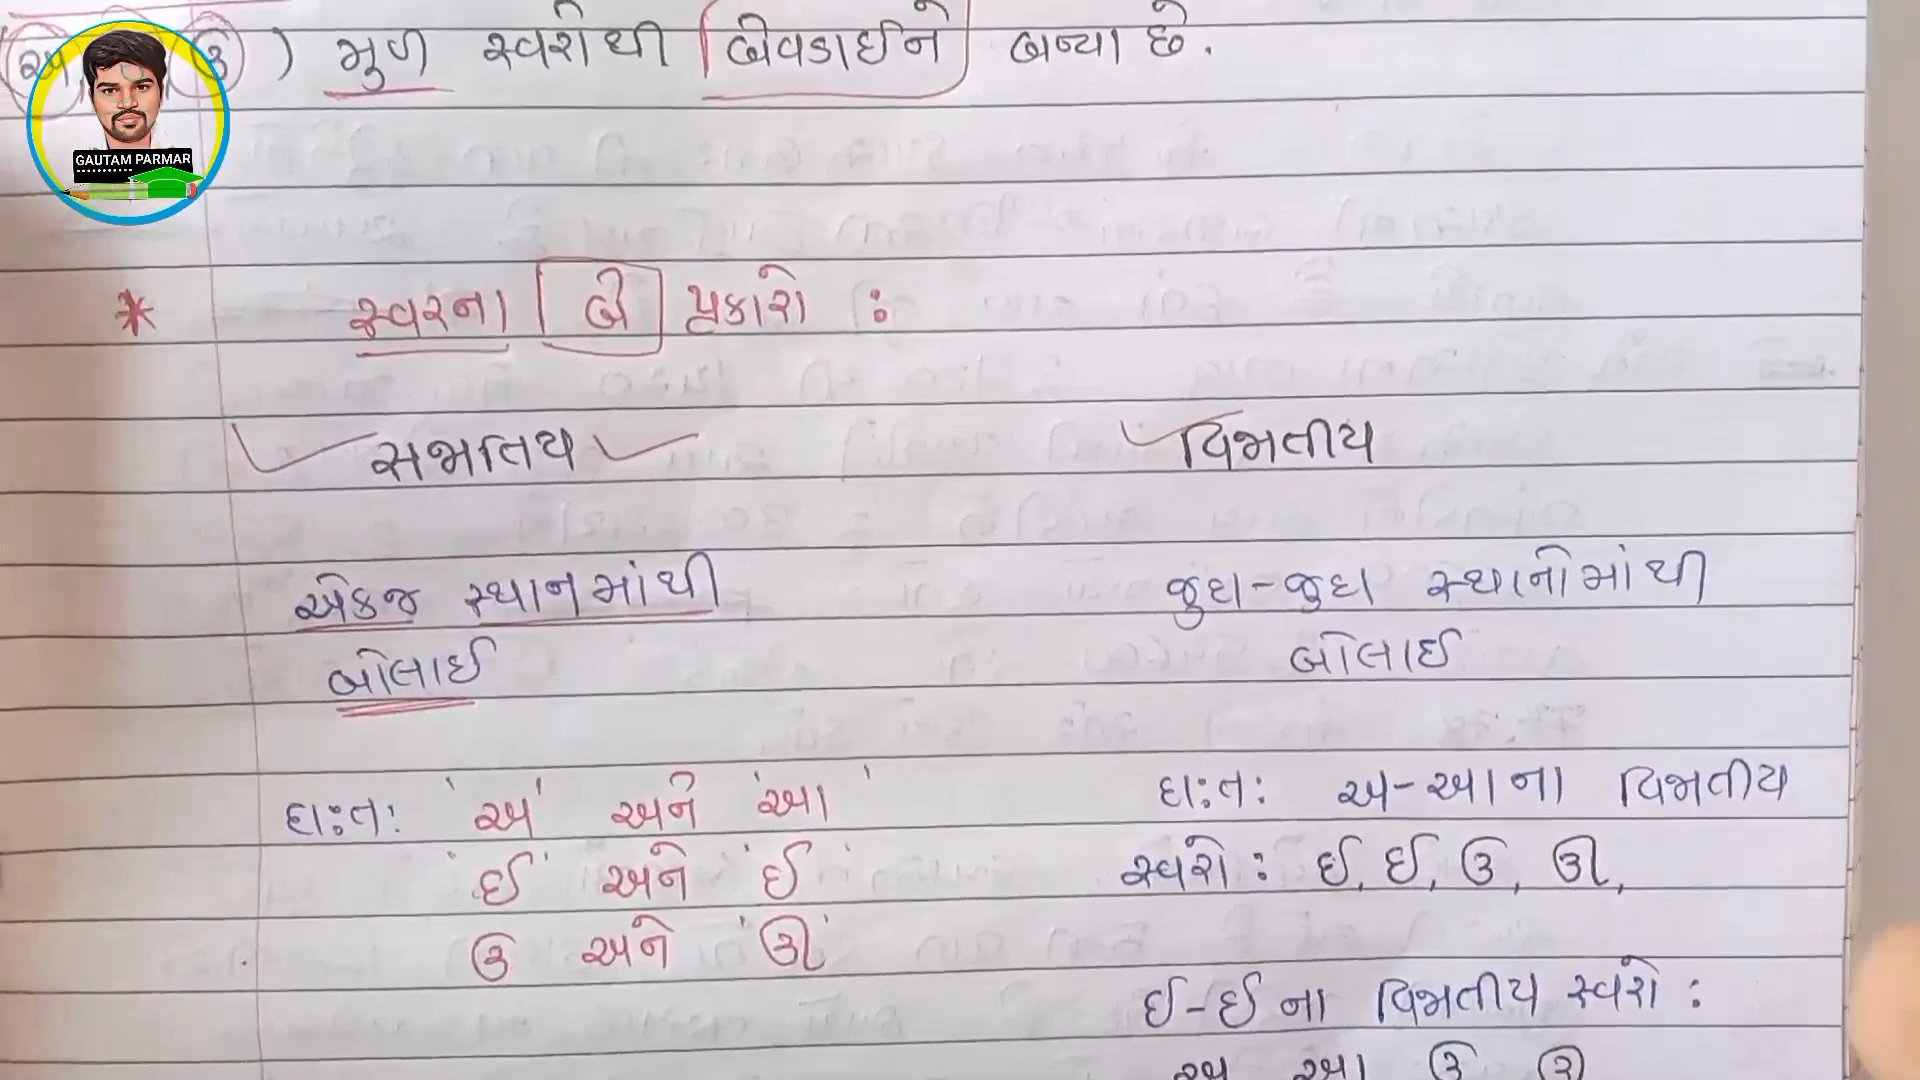 ઉ ) મુળ સ્વરોથી બેવડાઈને બન્યા છે.
GAUTAM PARMAR
* સ્વરના બે પ્રકારો :
સજાતિય
વિજાતીય
એકજ સ્થાનમાંથી
બોલાઈ
જુદા-જુદા સ્થાનોમાંથી
બોલાઈ
દા:ત: 'અ' અને 'આ'
'ઈ' અને 'ઈ'
ઉ અને 'ઊ'
દા:ત: અ-આના વિજાતીય
સ્વરો : ઈ, ઈ, ઉ, ઊ,
ઈ-ઈ ના વિજાતીય સ્વરો :
અ આ ઉ